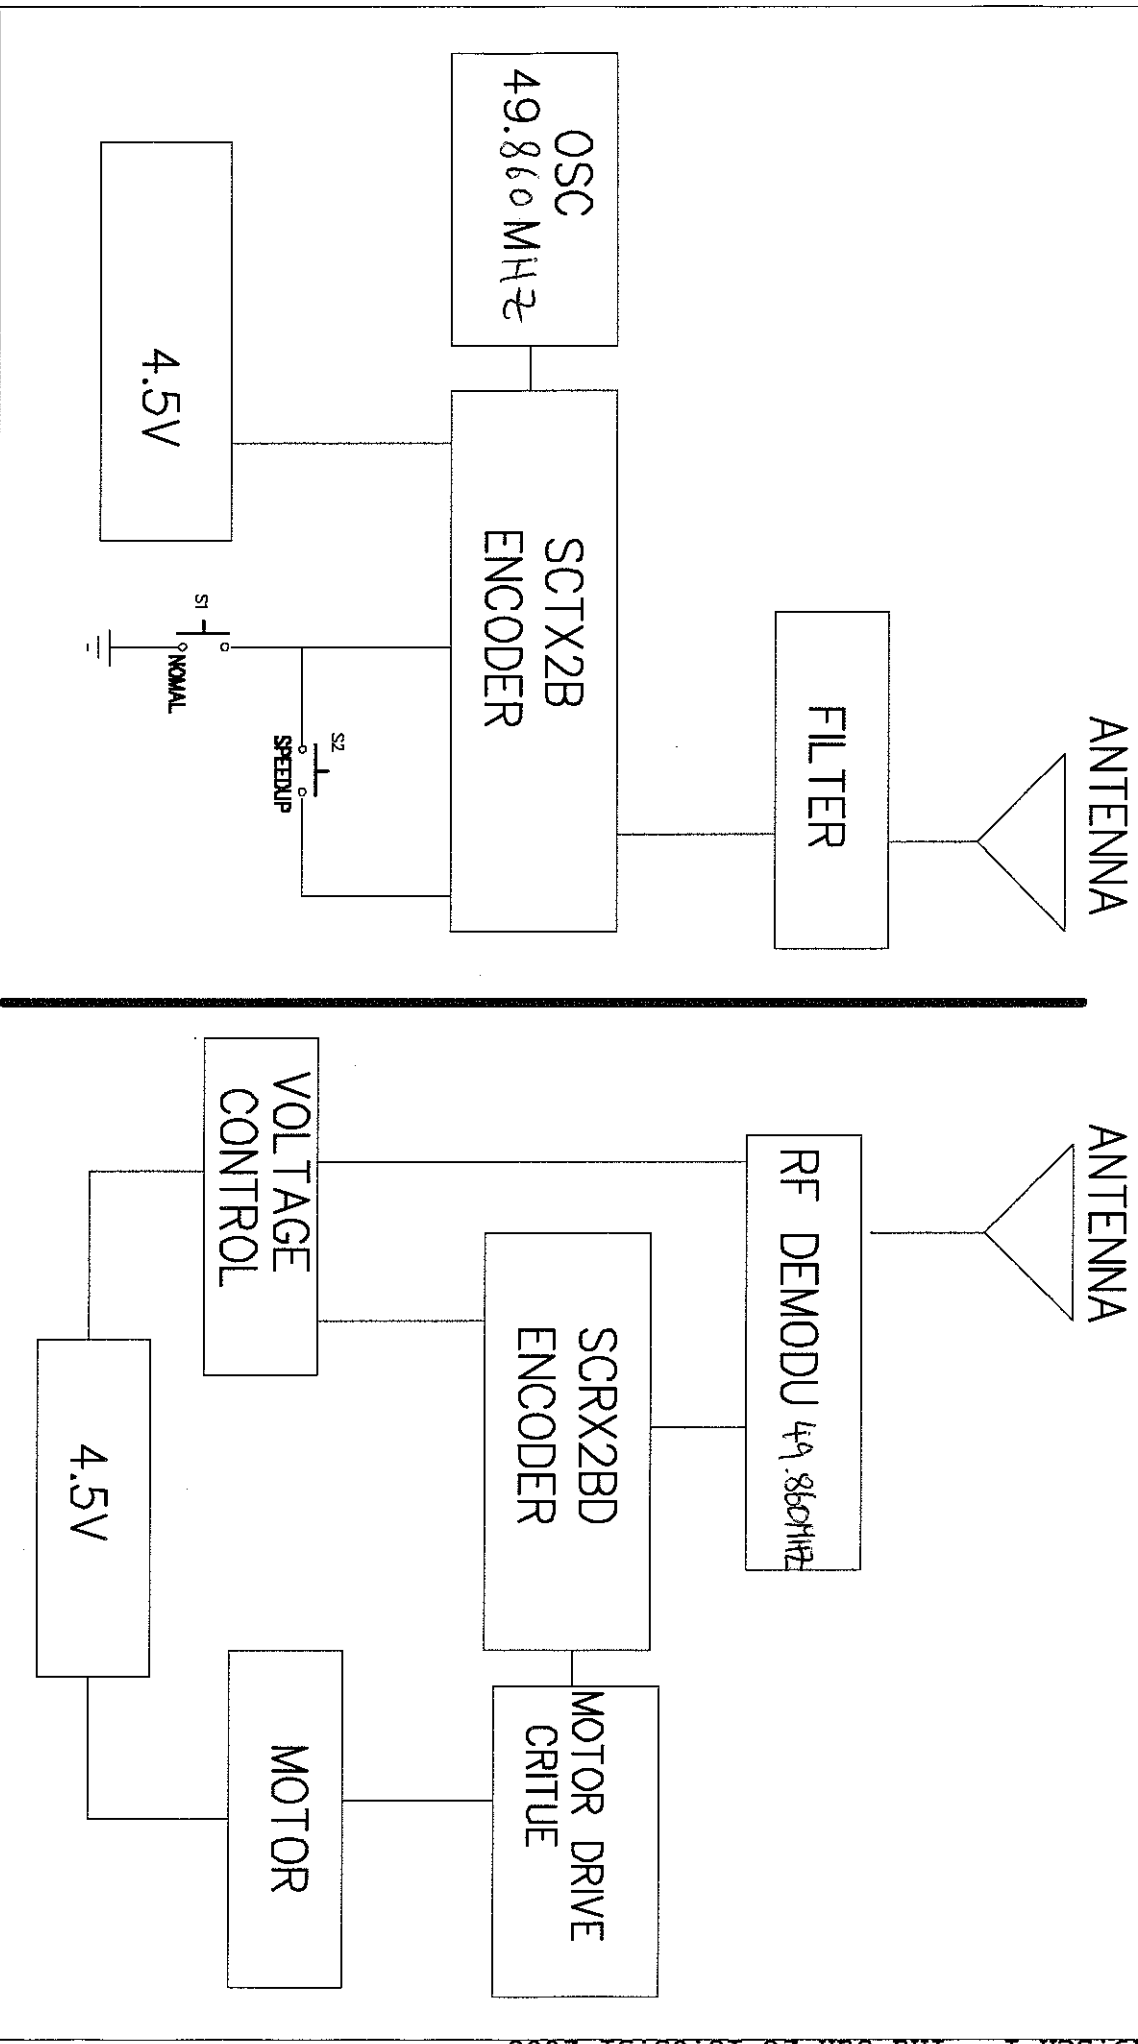 ANTENNA
FILTER
OSC
49.860MHz
SCTX2B
ENCODER
4.5V
S1
NOMAL
S2
SPEEDUP
ANTENNA
RF DEMODU 49.860MHz
SCRX2BD
ENCODER
MOTOR DRIVE
CRITUE
VOLTAGE
CONTROL
MOTOR
4.5V